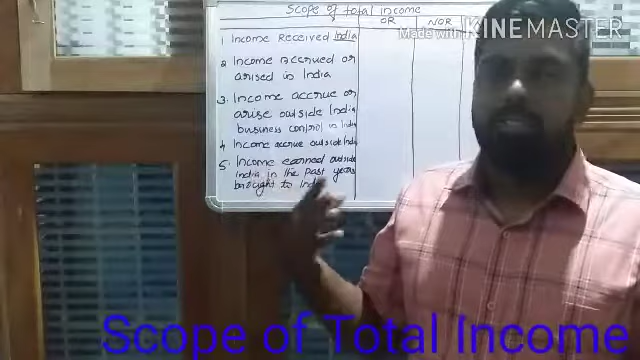 Scope of total income
OR NOR
Made with KINEMASTER
1 Income Received India
2 Income Accrued or
arised in India
3. Income accrue or
arise outside India
business control in India
4 Income accrue outside India
5. Income earned outside
India in the past years
brought to India
Scope of Total Income